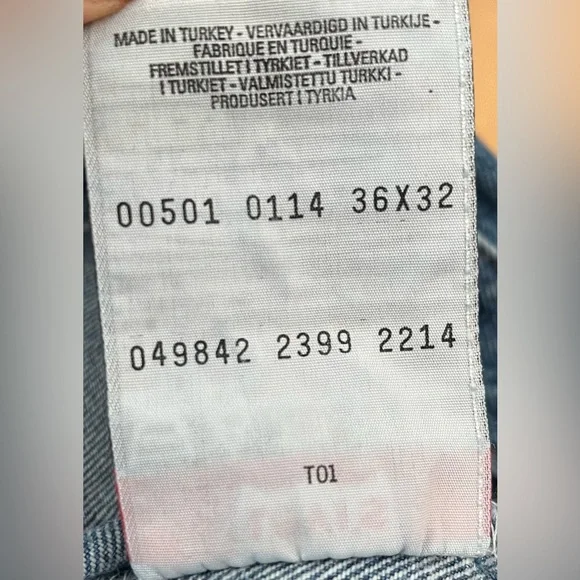 MADE IN TURKEY - VERVAARDIGD IN TURKIJE -
FABRIQUE EN TURQUIE -
FREMSTILLET I TYRKIET - TILLVERKAD
I TURKIET - VALMISTETTU TURKKI -
PRODUSERT I TYRKIA
00501 0114 36X32
049842 2399 2214
T01